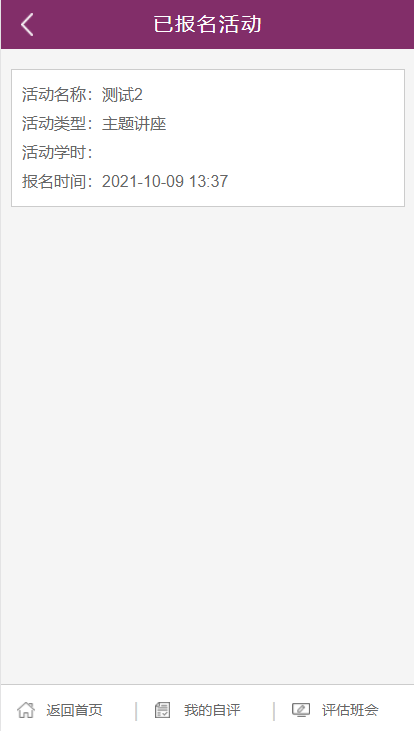 已报名活动
活动名称：测试2
活动类型：主题讲座
活动学时：
报名时间：2021-10-09 13:37
返回首页 我的自评 评估班会